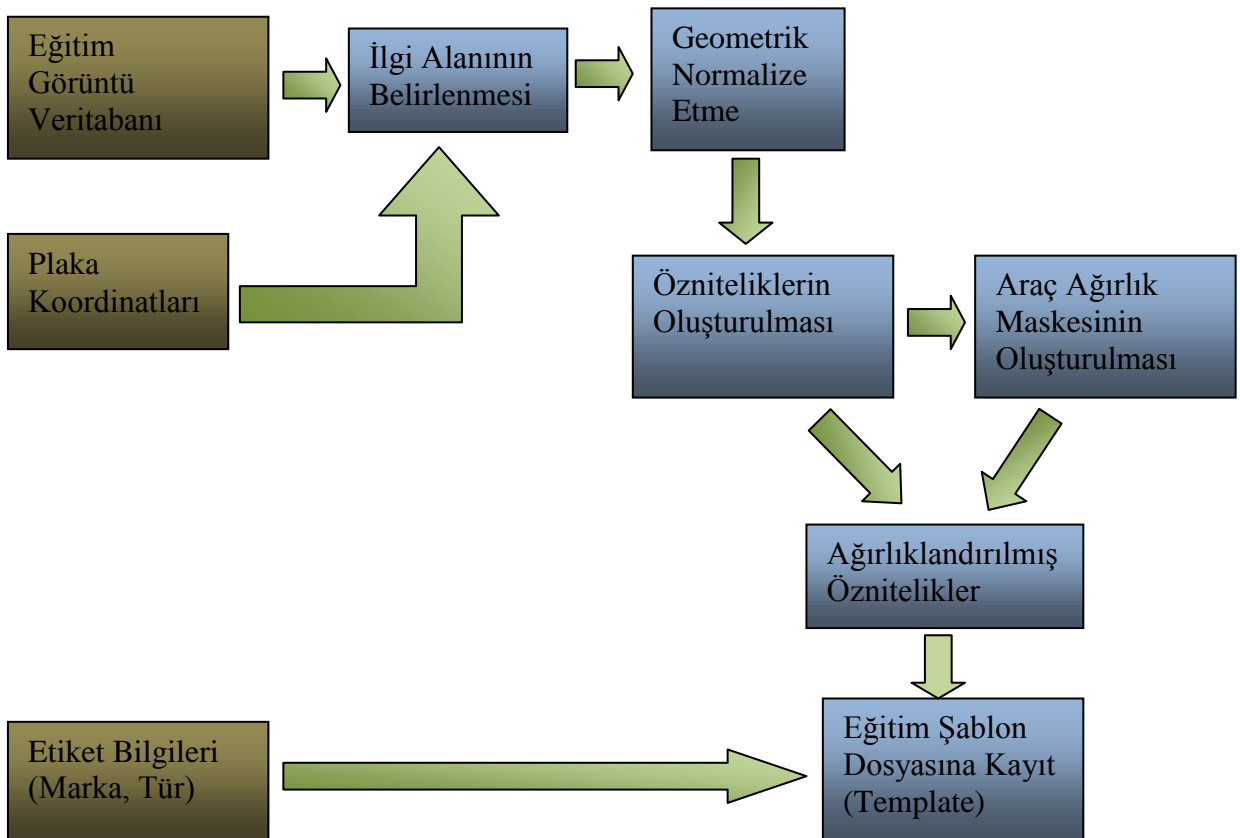 Eğitim
Görüntü
Veritabanı
İlgi Alanının
Belirlenmesi
Geometrik
Normalize
Etme
Plaka
Koordinatları
Özniteliklerin
Oluşturulması
Araç Ağırlık
Maskesinin
Oluşturulması
Ağırlıklandırılmış
Öznitelikler
Etiket Bilgileri
(Marka, Tür)
Eğitim Şablon
Dosyasına Kayıt
(Template)